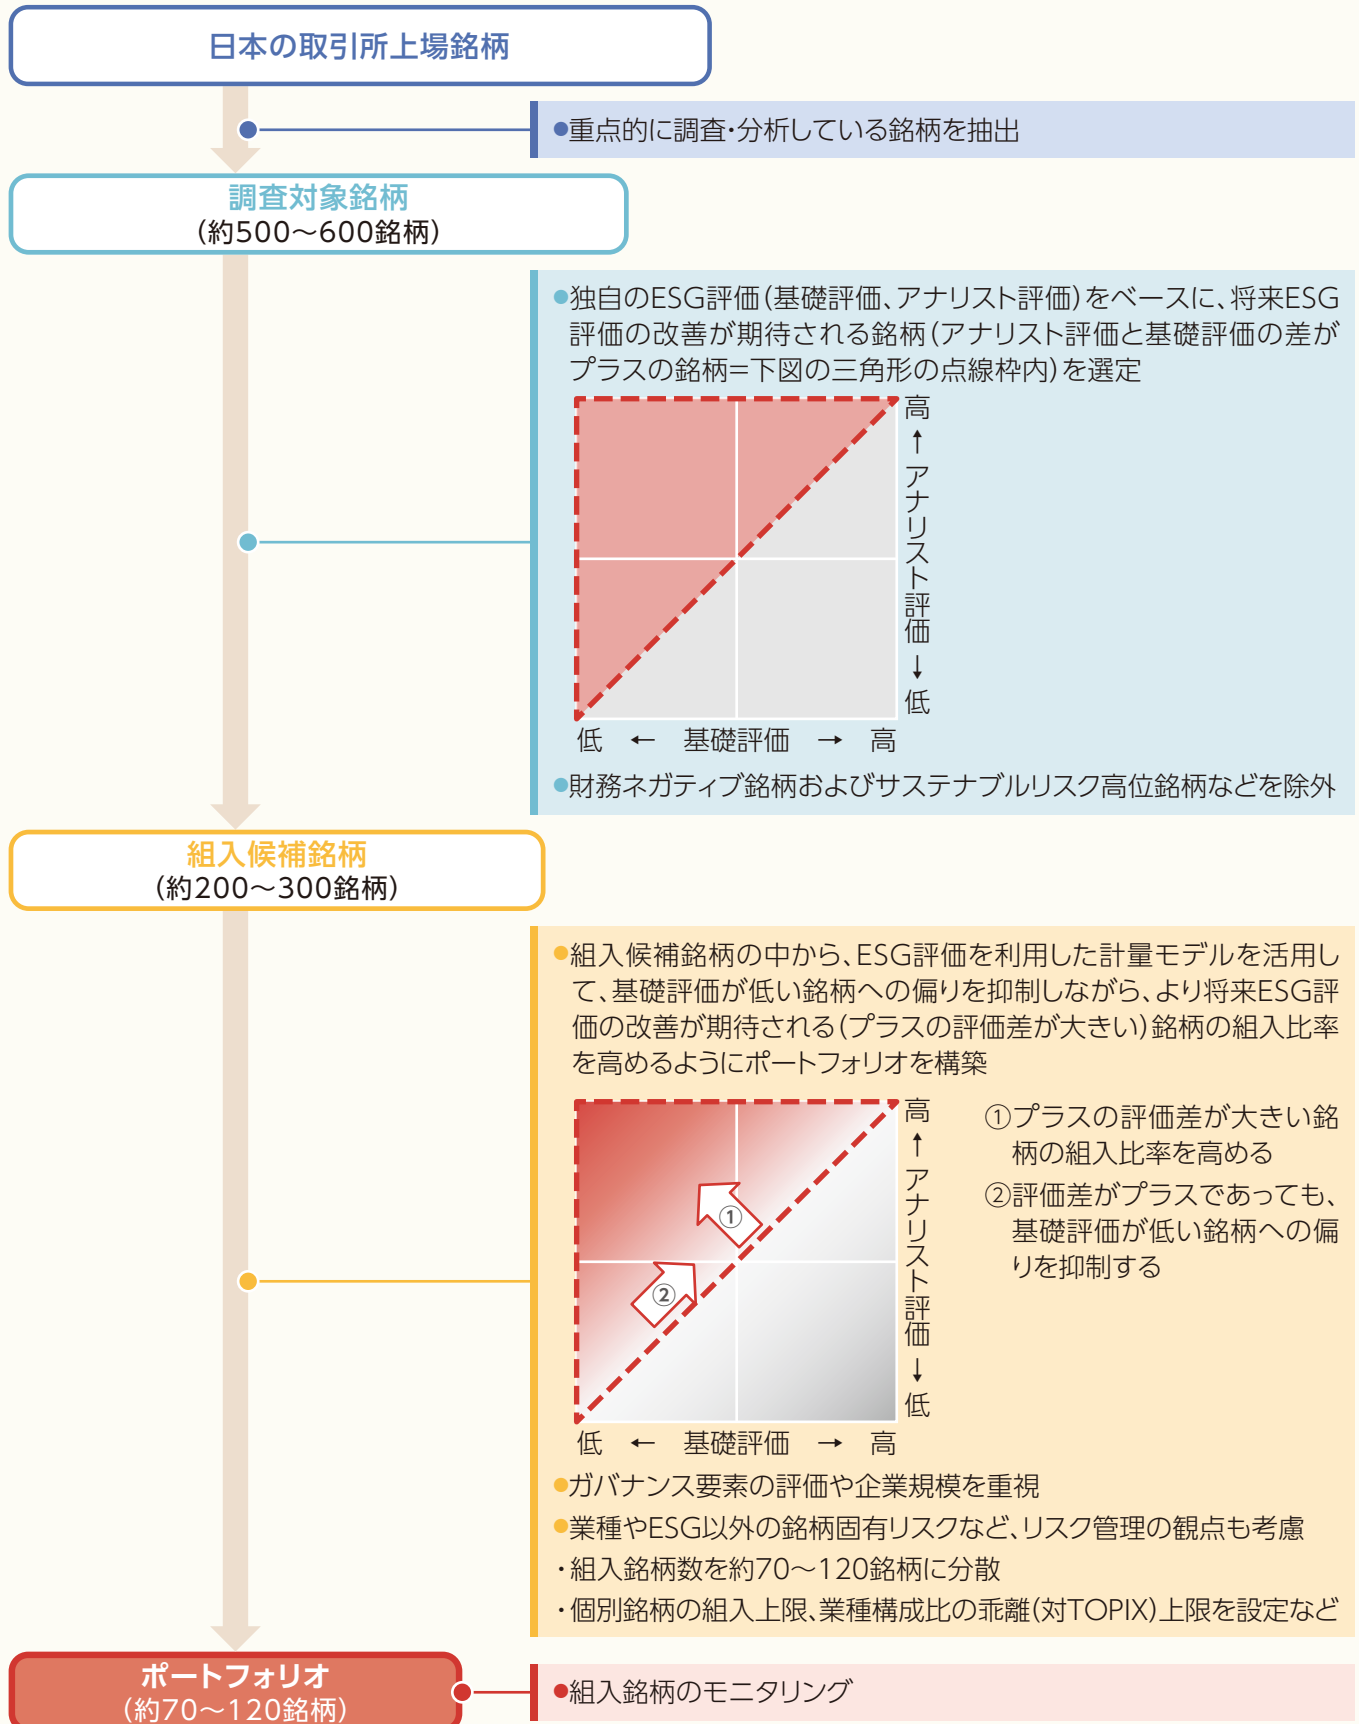 日本の取引所上場銘柄
●重点的に調査・分析している銘柄を抽出
調査対象銘柄
(約500～600銘柄)
●独自のESG評価(基礎評価、アナリスト評価)をベースに、将来ESG
評価の改善が期待される銘柄(アナリスト評価と基礎評価の差が
プラスの銘柄=下図の三角形の点線枠内)を選定
高
↑
アナリスト評価
↓
低
低 ← 基礎評価 → 高
●財務ネガティブ銘柄およびサステナブルリスク高位銘柄などを除外
組入候補銘柄
(約200～300銘柄)
●組入候補銘柄の中から、ESG評価を利用した計量モデルを活用し
て、基礎評価が低い銘柄への偏りを抑制しながら、より将来ESG評
価の改善が期待される(プラスの評価差が大きい)銘柄の組入比率
を高めるようにポートフォリオを構築
①
②
高
↑
アナリスト評価
↓
低
低 ← 基礎評価 → 高
①プラスの評価差が大きい銘
柄の組入比率を高める
②評価差がプラスであっても、
基礎評価が低い銘柄への偏
りを抑制する
●ガバナンス要素の評価や企業規模を重視
●業種やESG以外の銘柄固有リスクなど、リスク管理の観点も考慮
・組入銘柄数を約70～120銘柄に分散
・個別銘柄の組入上限、業種構成比の乖離(対TOPIX)上限を設定など
ポートフォリオ
(約70～120銘柄)
●組入銘柄のモニタリング